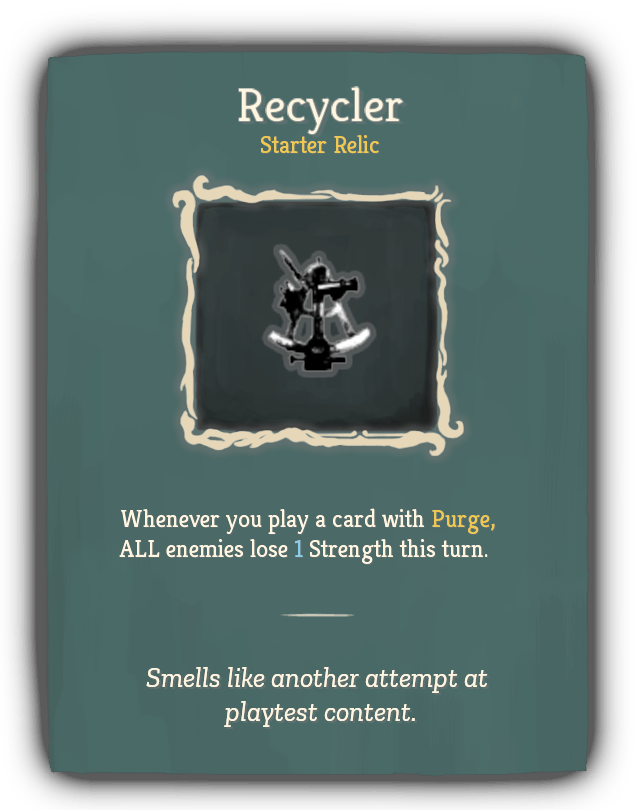 Recycler
Starter Relic
Whenever you play a card with Purge,
ALL enemies lose 1 Strength this turn.
Smells like another attempt at
playtest content.